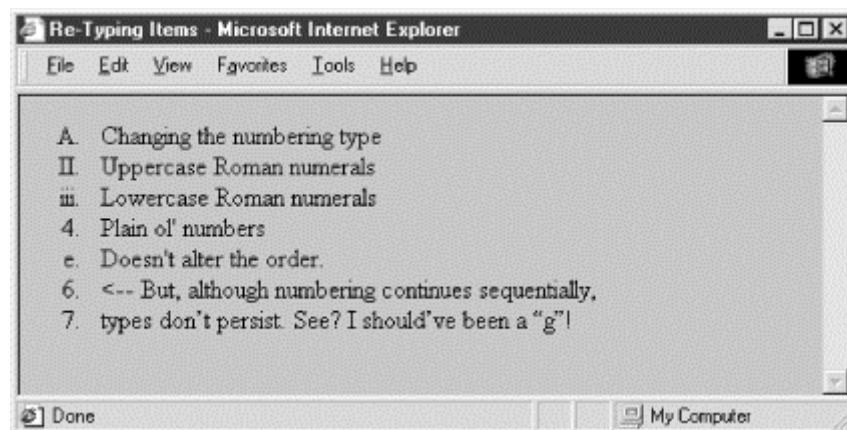 Re-Typing Items - Microsoft Internet Explorer
File Edit View Favorites Tools Help
A. Changing the numbering type
II. Uppercase Roman numerals
iii. Lowercase Roman numerals
4. Plain ol' numbers
e. Doesn't alter the order.
6. <-- But, although numbering continues sequentially,
7. types don't persist. See? I should've been a “g”!
Done My Computer